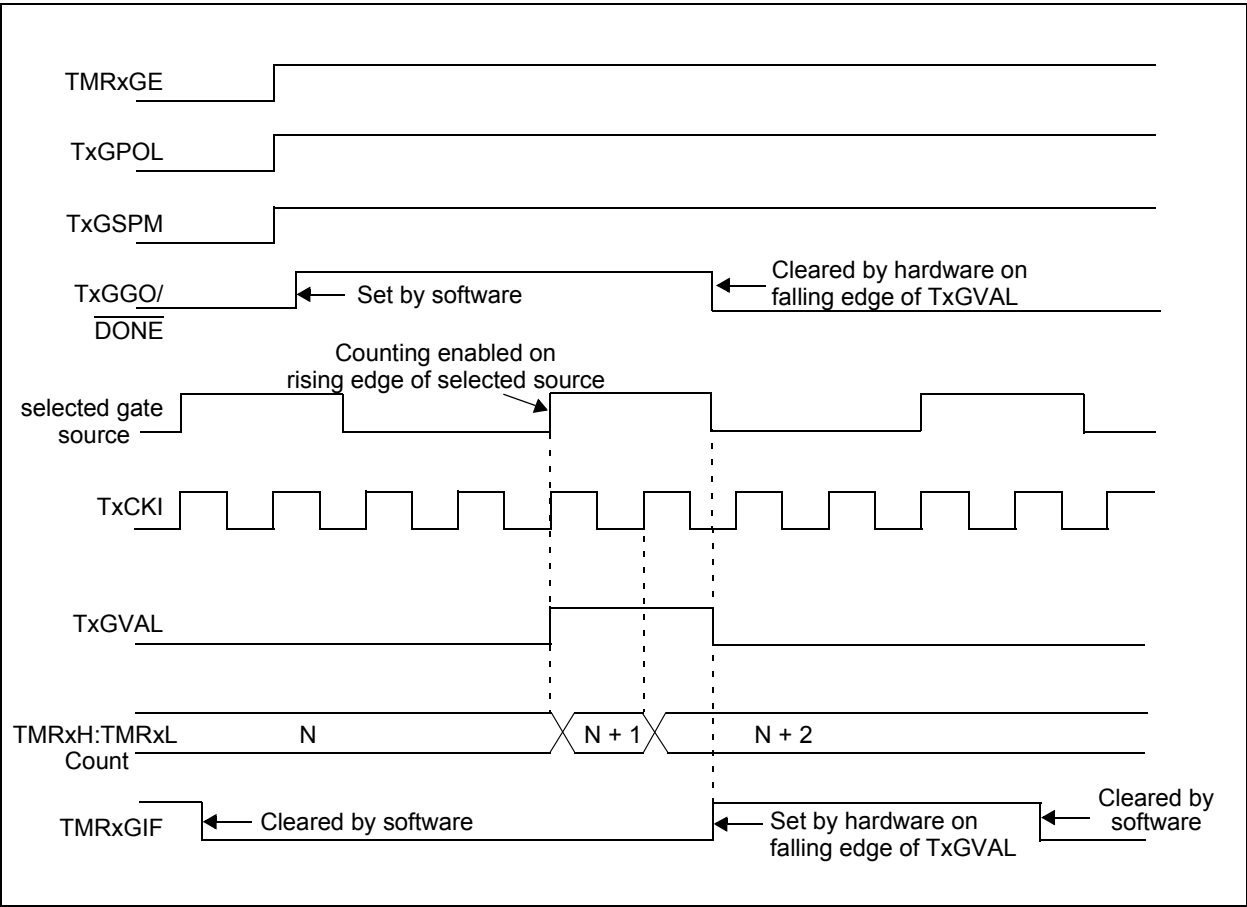 TMRxGE
TxGPOL
TxGSPM
TxGGO/
DONE
Set by software
Cleared by hardware on
falling edge of TxGVAL
Counting enabled on
rising edge of selected source
selected gate
source
TxCKI
TxGVAL
TMRxH:TMRxL
Count
N
N + 1
N + 2
TMRxGIF
Cleared by software
Set by hardware on
falling edge of TxGVAL
Cleared by
software